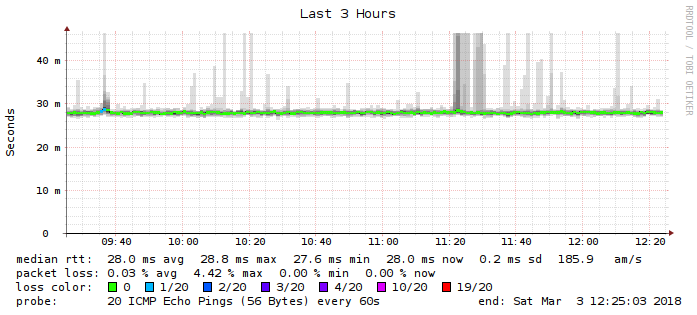 Last 3 Hours
RRDTOOL / TOBI OETIKER
Seconds
40 m
30 m
20 m
10 m
0
09:40 10:00 10:20 10:40 11:00 11:20 11:40 12:00 12:20
median rtt: 28.0 ms avg 28.8 ms max 27.6 ms min 28.0 ms now 0.2 ms sd 185.9 am/s
packet loss: 0.03 % avg 4.42 % max 0.00 % min 0.00 % now
loss color: 0 1/20 2/20 3/20 4/20 10/20 19/20
probe: 20 ICMP Echo Pings (56 Bytes) every 60s end: Sat Mar 3 12:25:03 2018